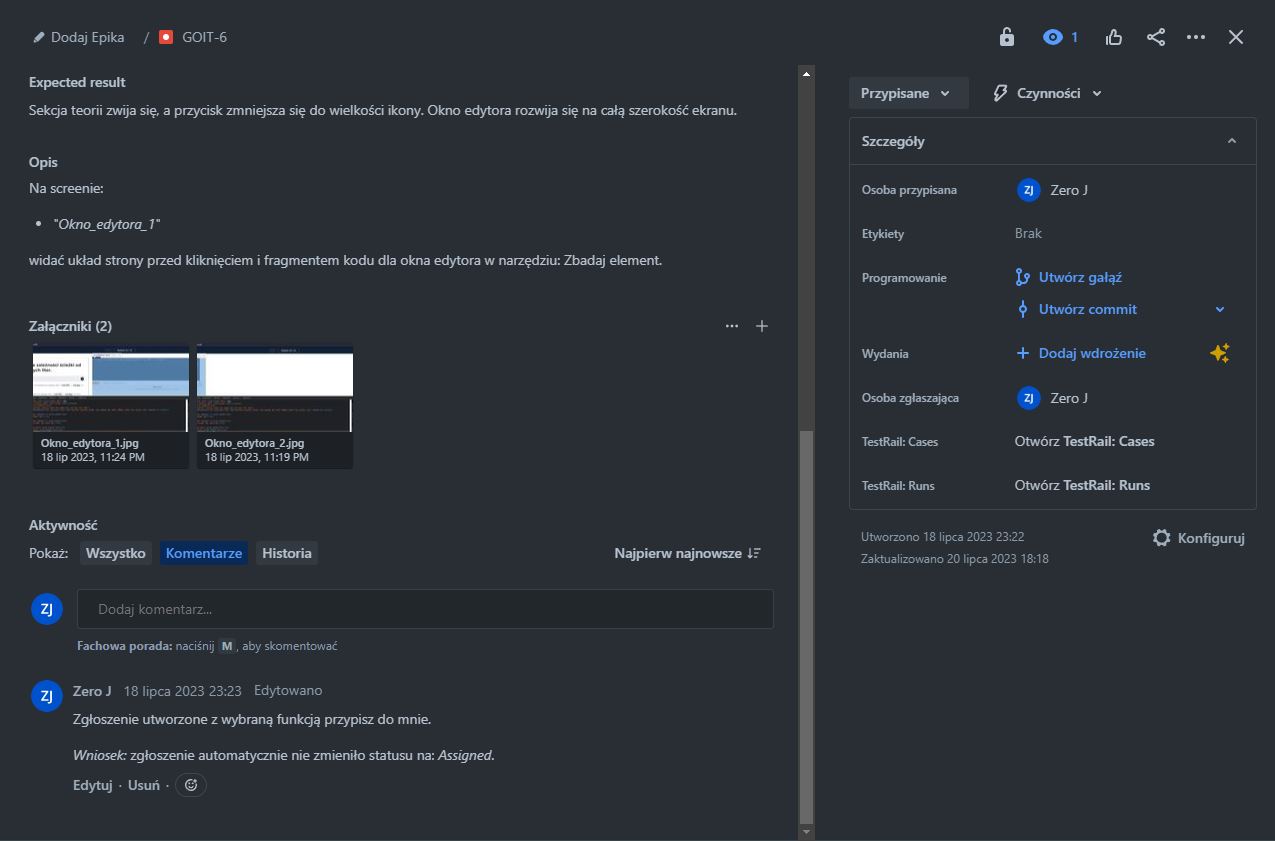 Dodaj Epika / GOIT-6
1
Expected result
Sekcja teorii zwija się, a przycisk zmniejsza się do wielkości ikony. Okno edytora rozwija się na całą szerokość ekranu.
Opis
Na screenie:
"Okno_edytora_1"
widać układ strony przed kliknięciem i fragmentem kodu dla okna edytora w narzędziu: Zbadaj element.
Załączniki (2)
Okno_edytora_1.jpg
18 lip 2023, 11:24 PM
Okno_edytora_2.jpg
18 lip 2023, 11:19 PM
Aktywność
Pokaż: Wszystko Komentarze Historia Najpierw najnowsze
ZJ Dodaj komentarz...
Fachowa porada: naciśnij M, aby skomentować
ZJ Zero J 18 lipca 2023 23:23 Edytowano
Zgłoszenie utworzone z wybraną funkcją przypisz do mnie.
Wniosek: zgłoszenie automatycznie nie zmieniło statusu na: Assigned.
Edytuj · Usuń ·
Przypisane Czynności
Szczegóły
Osoba przypisana ZJ Zero J
Etykiety Brak
Programowanie Utwórz gałąź
Utwórz commit
Wydania Dodaj wdrożenie
Osoba zgłaszająca ZJ Zero J
TestRail: Cases Otwórz TestRail: Cases
TestRail: Runs Otwórz TestRail: Runs
Utworzono 18 lipca 2023 23:22 Konfiguruj
Zaktualizowano 20 lipca 2023 18:18